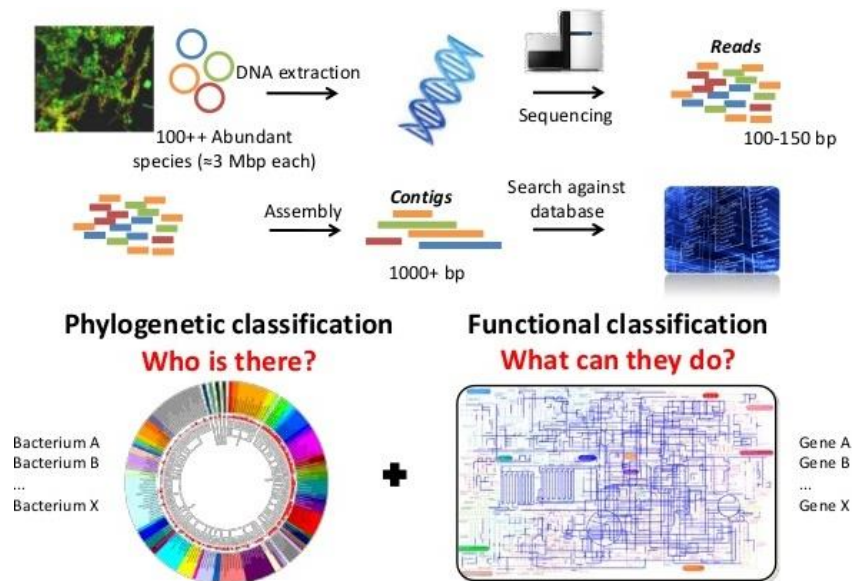 DNA extraction
100++ Abundant
species (≈3 Mbp each)
Sequencing
Reads
100-150 bp
Assembly
Contigs
1000+ bp
Search against
database
Phylogenetic classification
Who is there?
Bacterium A
Bacterium B
...
Bacterium X
Functional classification
What can they do?
Gene A
Gene B
...
Gene X